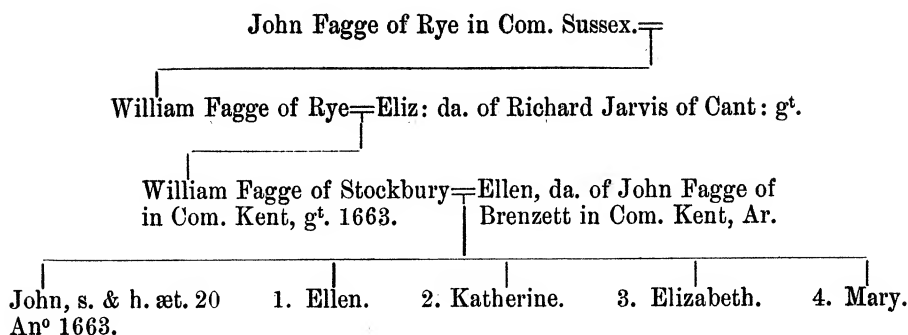 John Fagge of Rye in Com. Sussex.
William Fagge of Rye Eliz: da. of Richard Jarvis of Cant: gᵗ.
William Fagge of Stockbury
in Com. Kent, gᵗ. 1663.
Ellen, da. of John Fagge of
Brenzett in Com. Kent, Ar.
John, s. & h. æt. 20
Anᵒ 1663.
1. Ellen.
2. Katherine.
3. Elizabeth.
4. Mary.